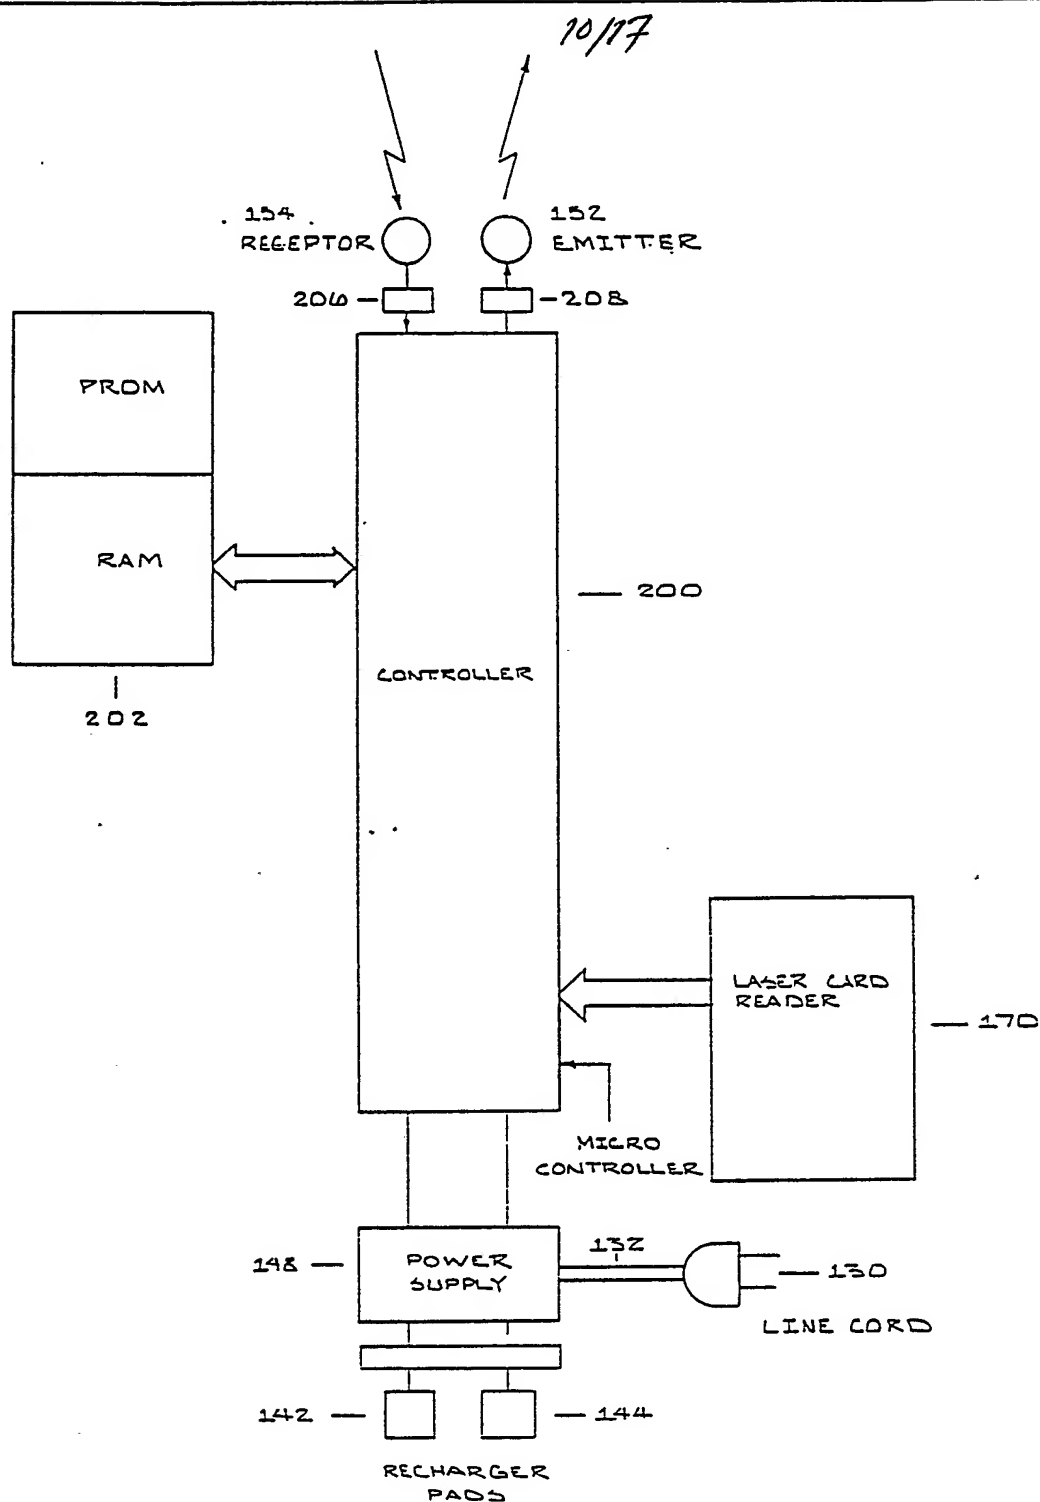 10/17
154
RECEPTOR
152
EMITTER
206
208
PROM
RAM
200
CONTROLLER
202
LASER CARD
READER
170
MICRO
CONTROLLER
148
POWER
SUPPLY
132
130
LINE CORD
142
144
RECHARGER
PADS